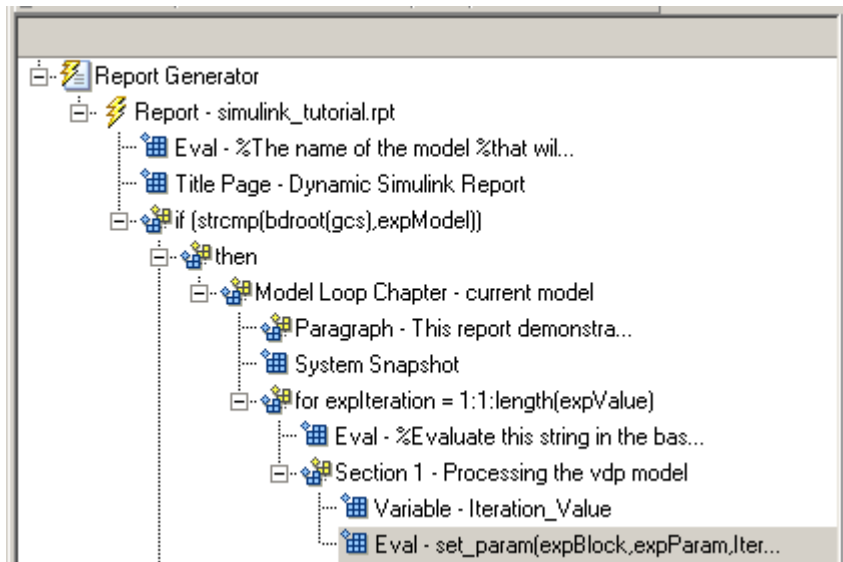 Report Generator
Report - simulink_tutorial.rpt
Eval - %The name of the model %that wil...
Title Page - Dynamic Simulink Report
if (strcmp(bdroot(gcs),expModel))
then
Model Loop Chapter - current model
Paragraph - This report demonstra...
System Snapshot
for expIteration = 1:1:length(expValue)
Eval - %Evaluate this string in the bas...
Section 1 - Processing the vdp model
Variable - Iteration_Value
Eval - set_param(expBlock,expParam,Iter...